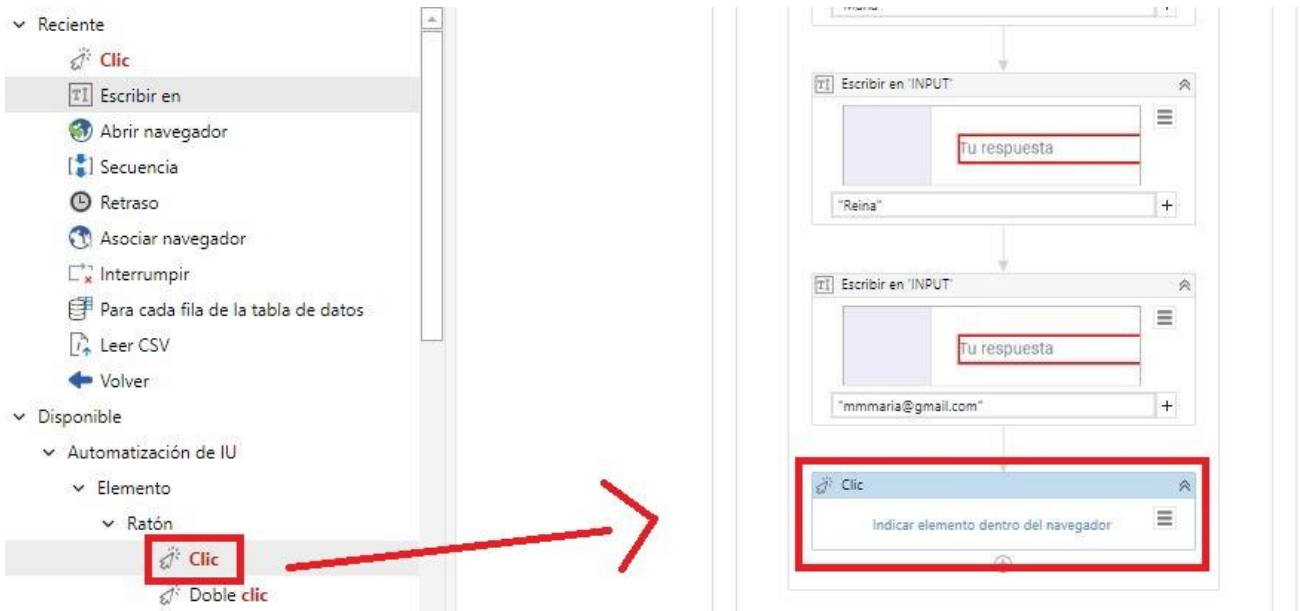 Reciente
Clic
Escribir en
Abrir navegador
Secuencia
Retraso
Asociar navegador
Interrumpir
Para cada fila de la tabla de datos
Leer CSV
Volver
Disponible
Automatización de IU
Elemento
Ratón
Clic
Doble clic
Escribir en 'INPUT'
Tu respuesta
"Reina"
Escribir en 'INPUT'
Tu respuesta
"mmmaria@gmail.com"
Clic
Indicar elemento dentro del navegador